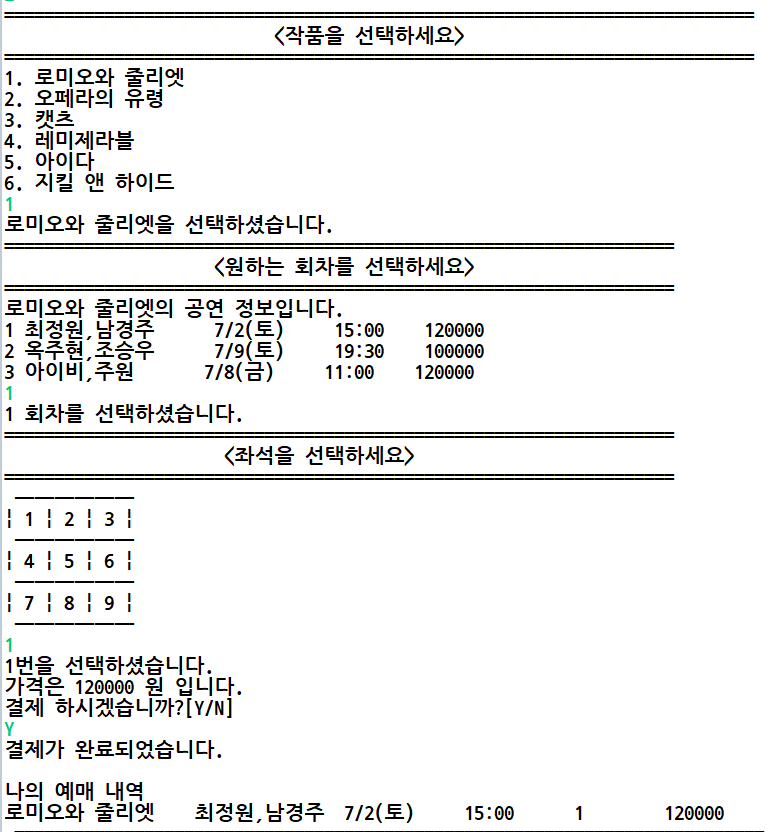 <작품을 선택하세요>
1. 로미오와 줄리엣
2. 오페라의 유령
3. 캣츠
4. 레미제라블
5. 아이다
6. 지킬 앤 하이드
1
로미오와 줄리엣을 선택하셨습니다.
<원하는 회차를 선택하세요>
로미오와 줄리엣의 공연 정보입니다.
1 최정원,남경주 7/2(토) 15:00 120000
2 옥주현,조승우 7/9(토) 19:30 100000
3 아이비,주원 7/8(금) 11:00 120000
1
1 회차를 선택하셨습니다.
<좌석을 선택하세요>
¦ 1 ¦ 2 ¦ 3 ¦
¦ 4 ¦ 5 ¦ 6 ¦
¦ 7 ¦ 8 ¦ 9 ¦
1
1번을 선택하셨습니다.
가격은 120000 원 입니다.
결제 하시겠습니까?[Y/N]
Y
결제가 완료되었습니다.
나의 예매 내역
로미오와 줄리엣 최정원,남경주 7/2(토) 15:00 1 120000